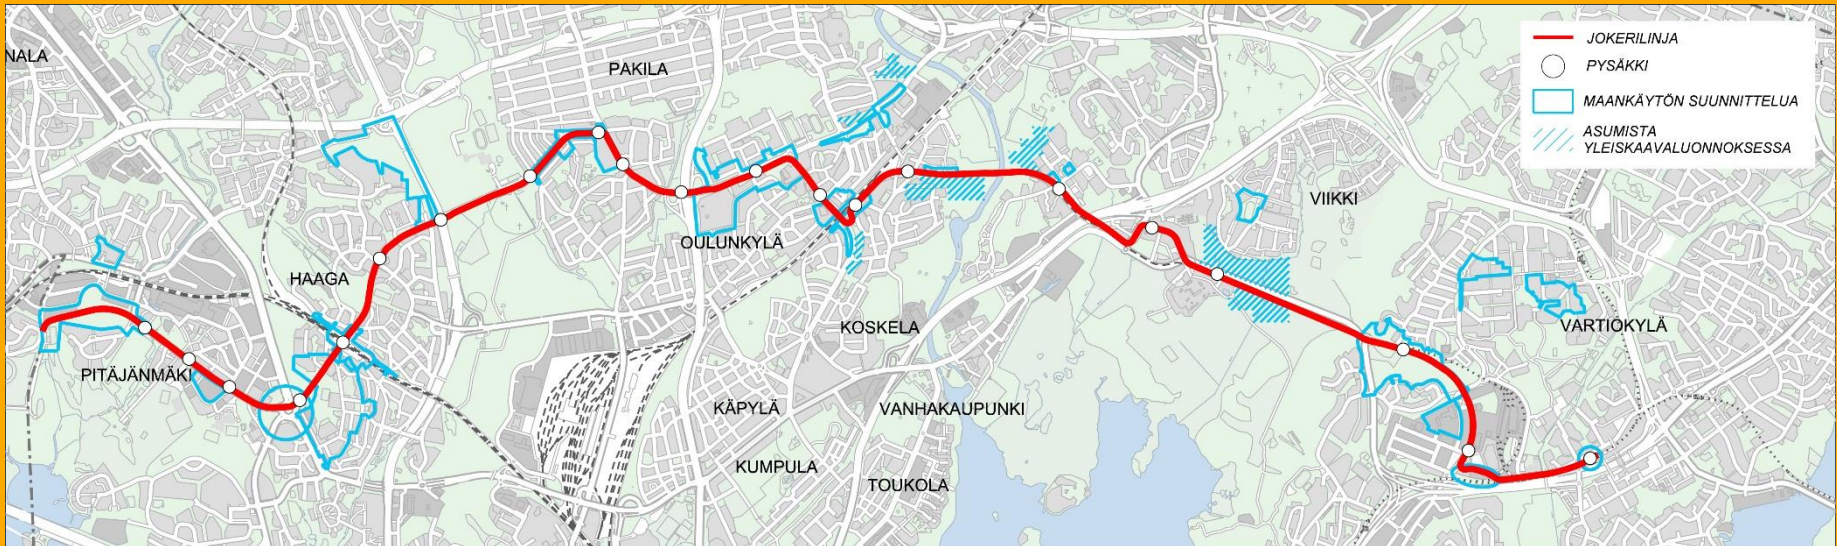 NALA
PAKILA
JOKERILINJA
PYSÄKKI
MAANKÄYTÖN SUUNNITTELUA
ASUMISTA
YLEISKAAVALUONNOKSESSA
VIIKKI
OULUNKYLÄ
HAAGA
KOSKELA
VARTIOKYLÄ
PITÄJÄNMÄKI
KÄPYLÄ
VANHAKAUPUNKI
KUMPULA
TOUKOLA